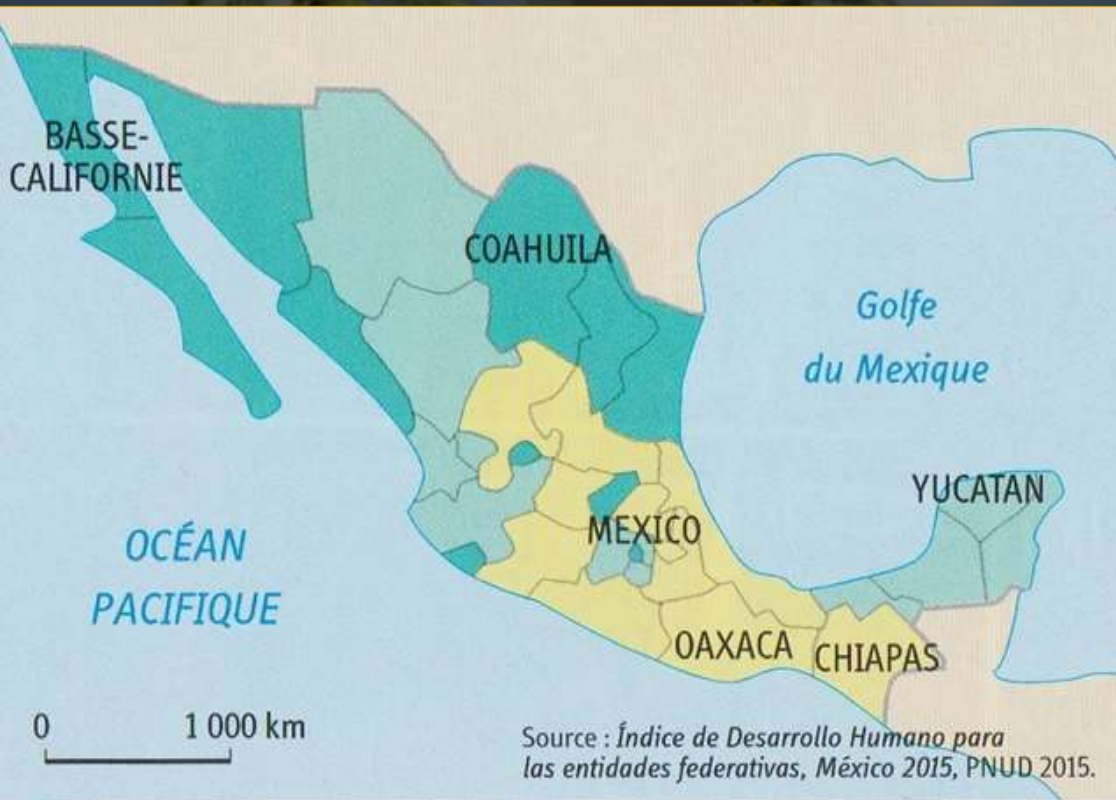 BASSE-
CALIFORNIE
COAHUILA
Golfe
du Mexique
YUCATAN
MEXICO
OCÉAN
PACIFIQUE
OAXACA
CHIAPAS
0 1 000 km
Source : Índice de Desarrollo Humano para
las entidades federativas, México 2015, PNUD 2015.